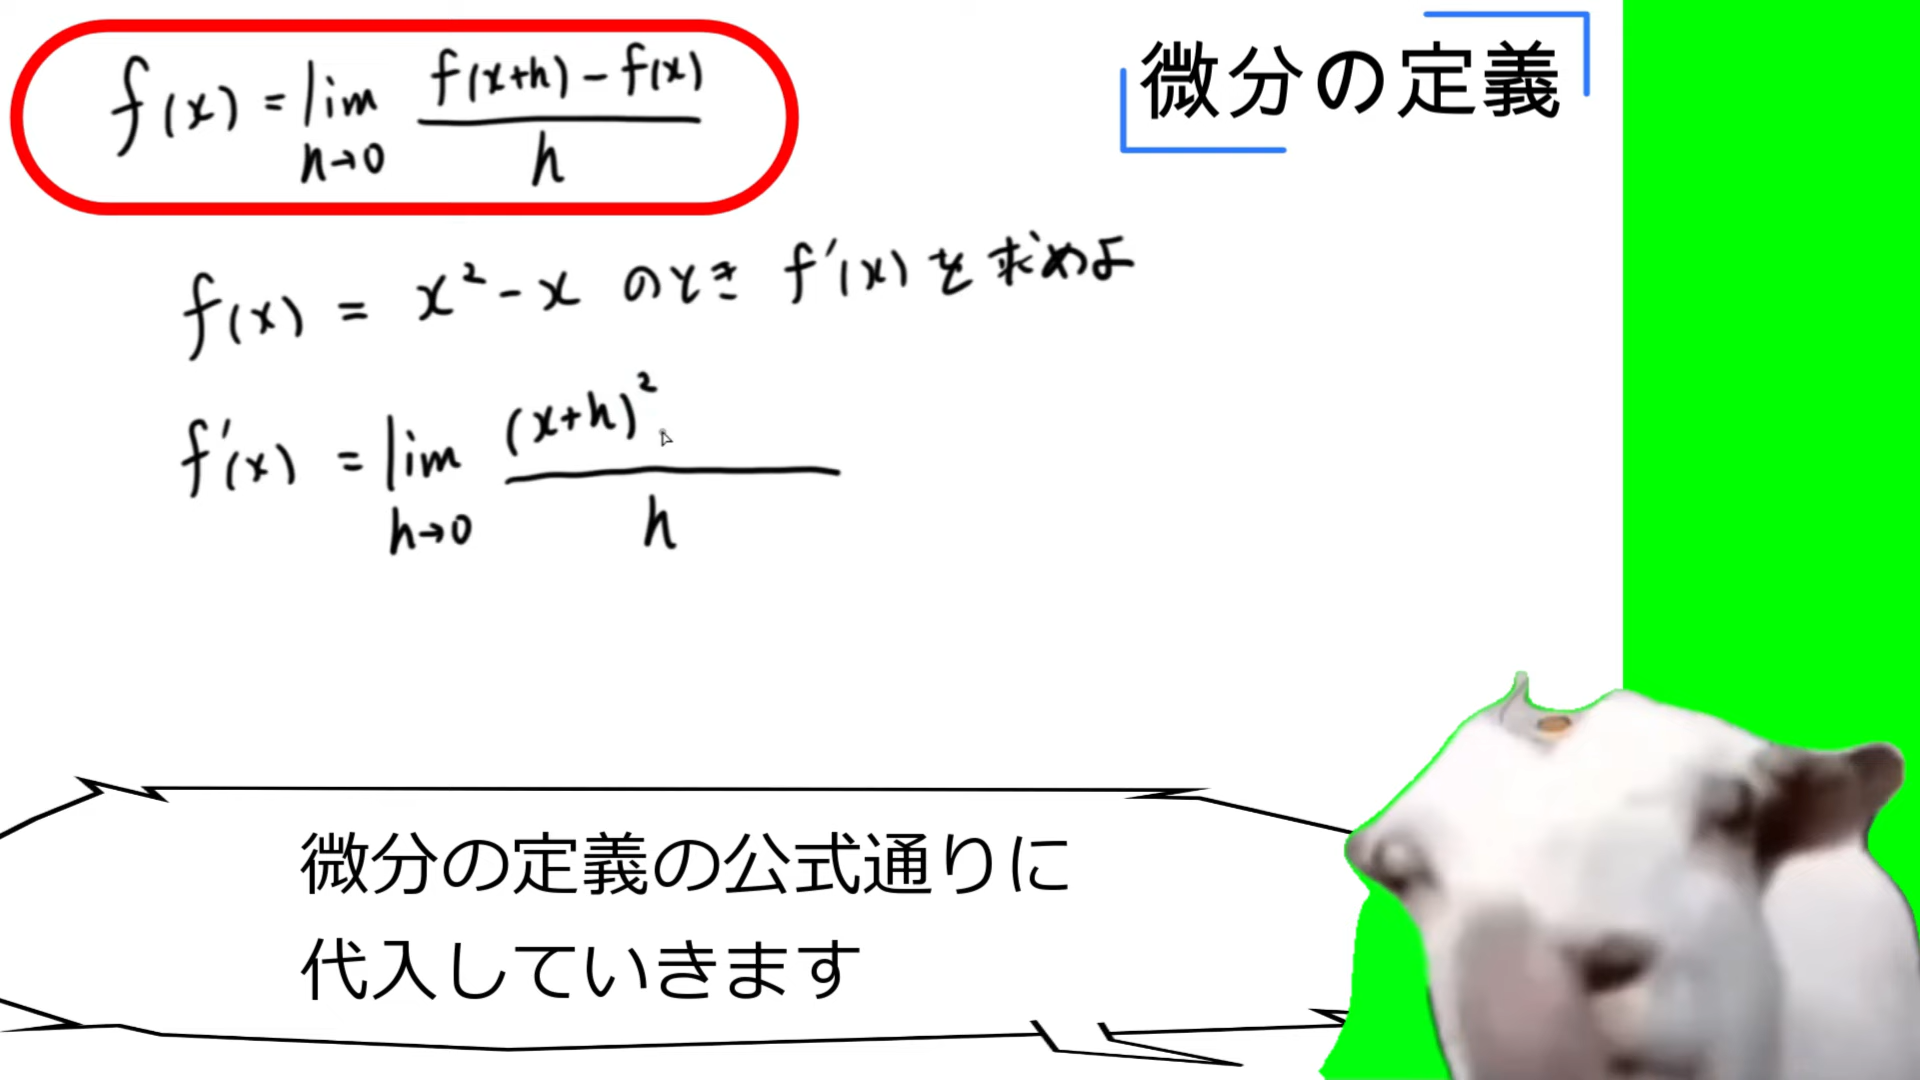 f(x) = lim h→0 f(x+h) - f(x) / h
微分の定義
f(x) = x² - x のとき f'(x) を求めよ
f'(x) = lim h→0 (x+h)² / h
微分の定義の公式通りに
代入していきます